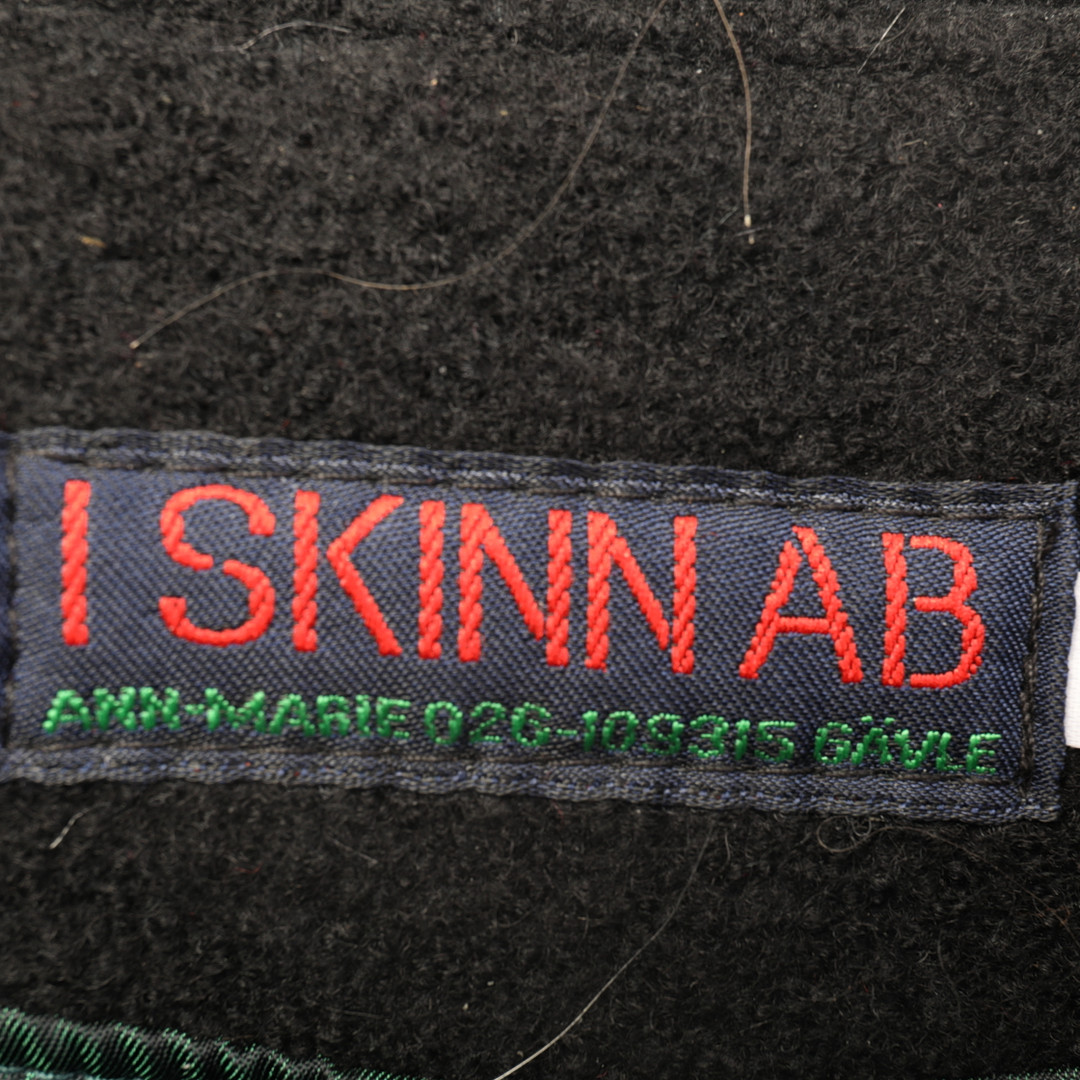 I SKINN AB
ANN-MARIE 026-109315 GÄVLE